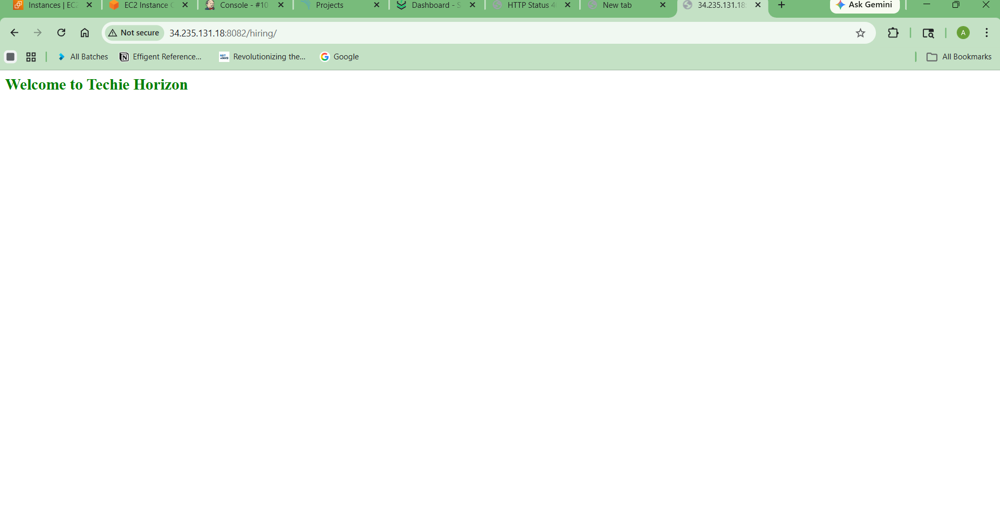 Instances | EC2
EC2 Instance C
Console - #10
Projects
Dashboard - S
HTTP Status 4
New tab
34.235.131.18:
Ask Gemini
Not secure
34.235.131.18:8082/hiring/
A
All Batches
Effigent Reference...
NXT
WAVE
Revolutionizing the...
Google
All Bookmarks
Welcome to Techie Horizon